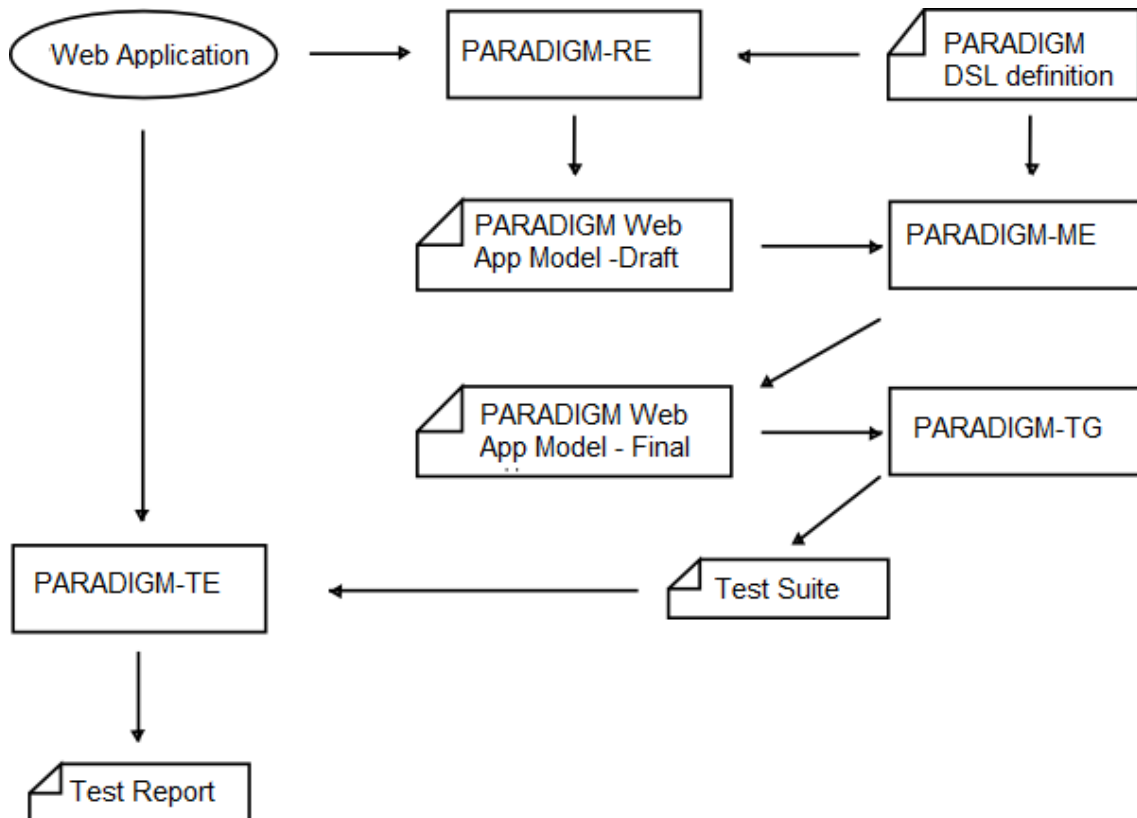 Web Application
PARADIGM-RE
PARADIGM
DSL definition
PARADIGM Web
App Model -Draft
PARADIGM-ME
PARADIGM Web
App Model - Final
PARADIGM-TG
PARADIGM-TE
Test Suite
Test Report